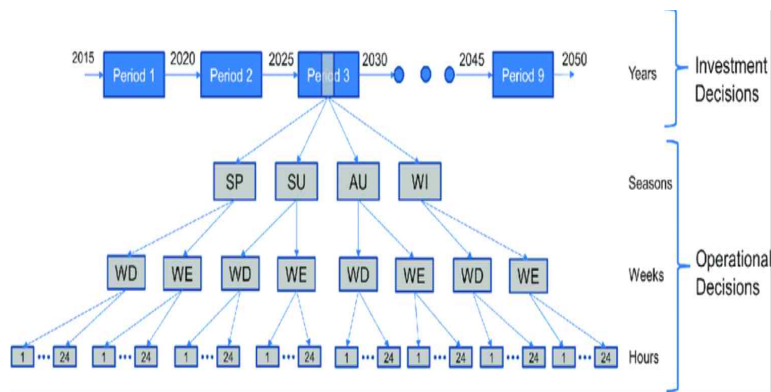 2015 2020 2025 2030 2045 2050
Period 1 Period 2 Period 3 Period 9
Years
Investment
Decisions
SP SU AU WI
Seasons
WD WE WD WE WD WE WD WE
Weeks
Operational
Decisions
1 24 1 24 1 24 1 24 1 24 1 24 1 24 1 24
Hours